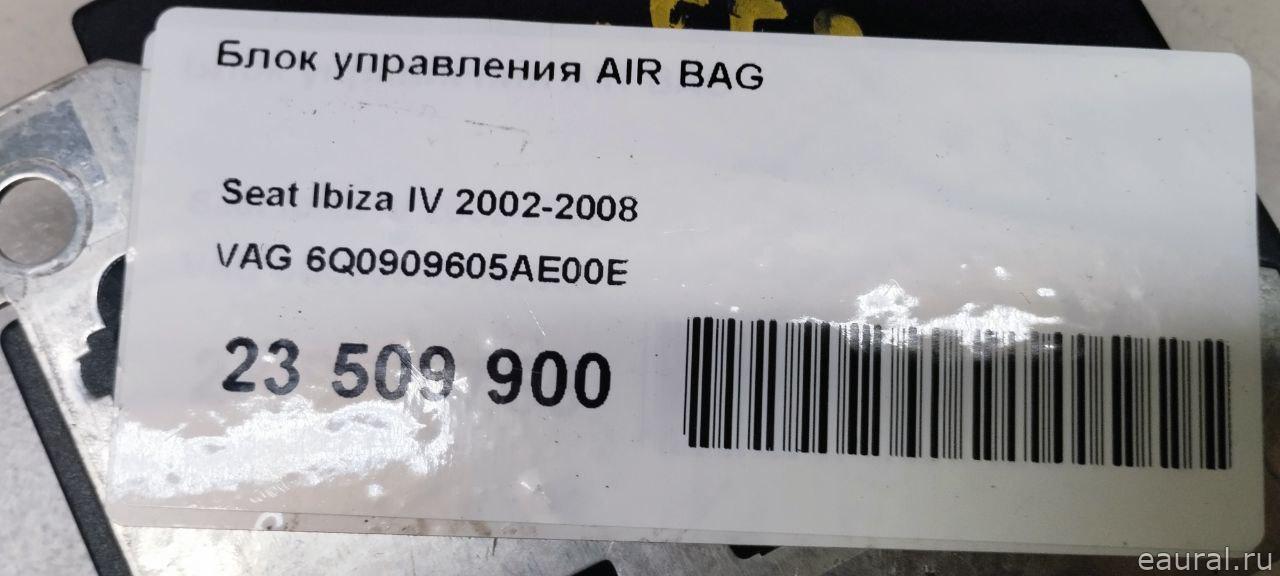 Блок управления AIR BAG
Seat Ibiza IV 2002-2008
VAG 6Q0909605AE00E
23 509 900
eaural.ru